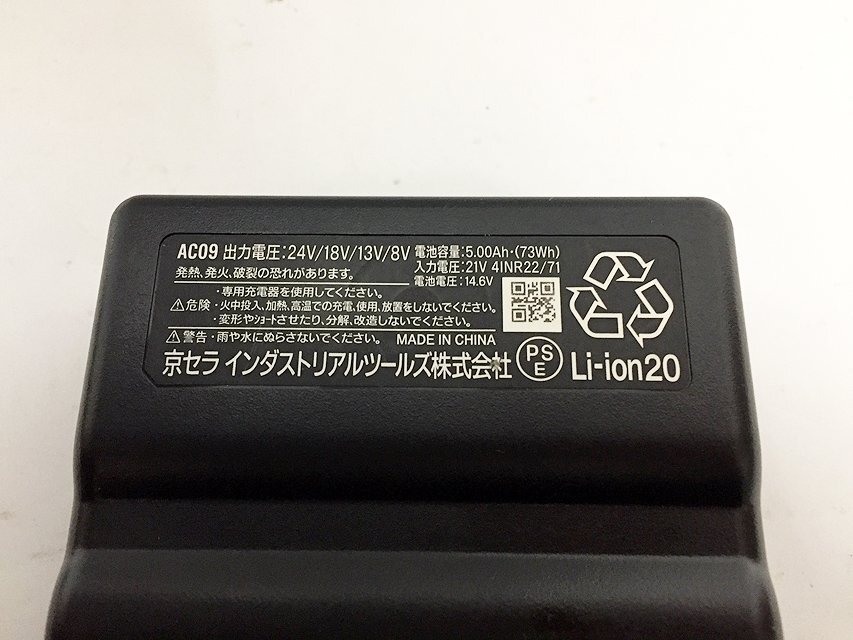 AC09 出力電圧:24V/18V/13V/8V 電池容量:5.00Ah・(73Wh)
入力電圧:21V 4INR22/71
電池電圧:14.6V
発熱、発火、破裂の恐れがあります。
・専用充電器を使用してください。
⚠危険・火中投入、加熱、高温での充電、使用、放置をしないでください。
・変形やショートさせたり、分解、改造しないでください。
⚠警告・雨や水にぬらさないでください。 MADE IN CHINA
京セラ インダストリアルツールズ株式会社 PSE Li-ion20